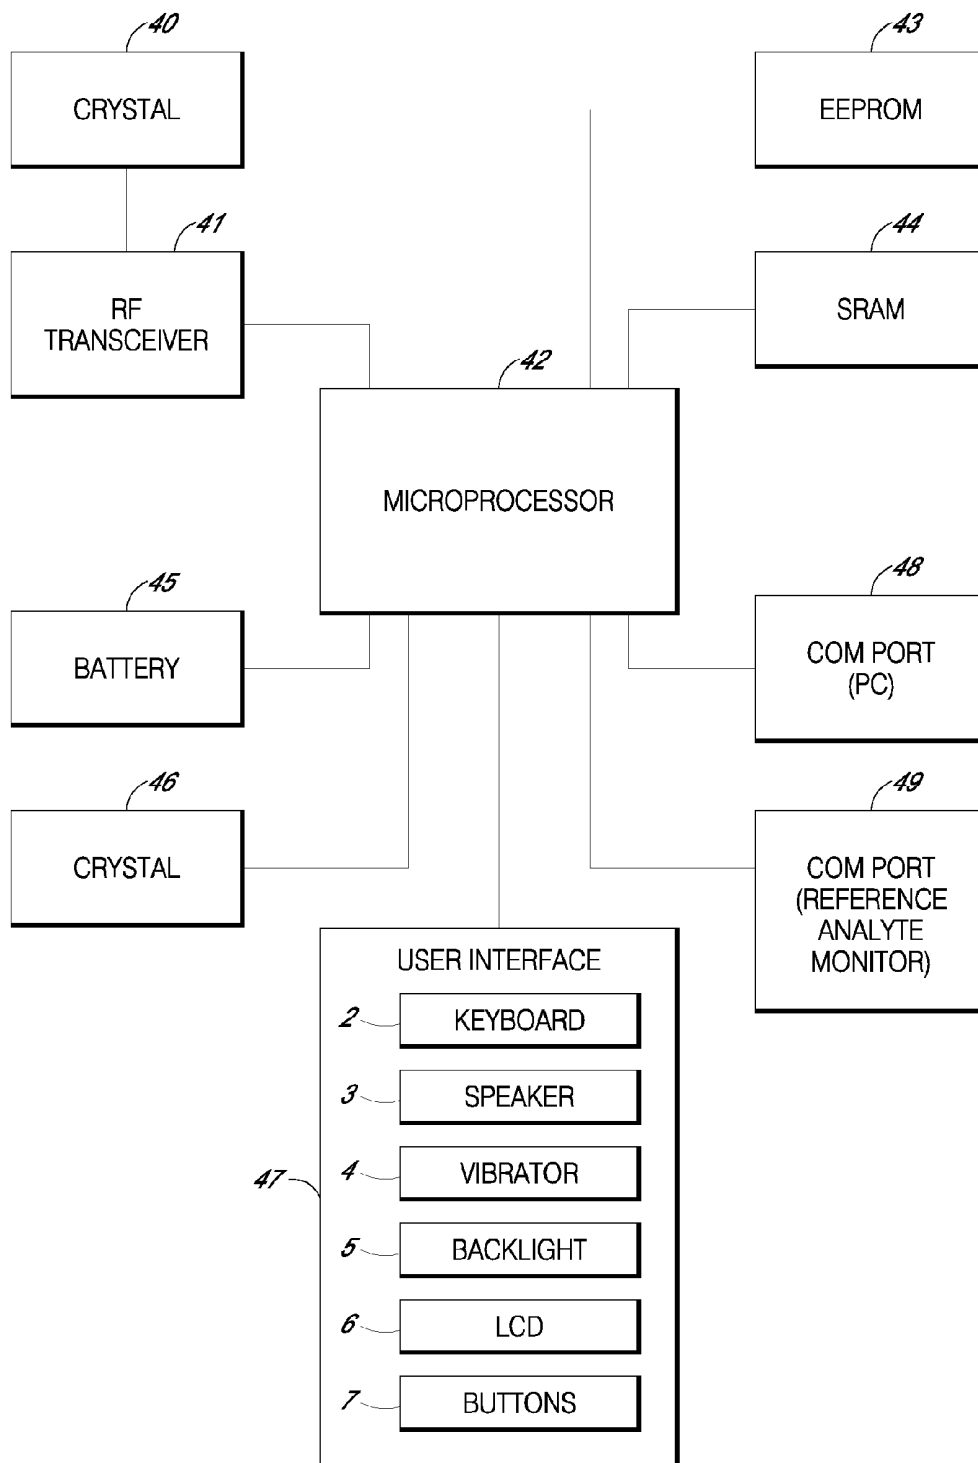 40
CRYSTAL
43
EEPROM
41
RF
TRANSCEIVER
44
SRAM
42
MICROPROCESSOR
45
BATTERY
48
COM PORT
(PC)
46
CRYSTAL
49
COM PORT
(REFERENCE
ANALYTE
MONITOR)
47
USER INTERFACE
2
KEYBOARD
3
SPEAKER
4
VIBRATOR
5
BACKLIGHT
6
LCD
7
BUTTONS